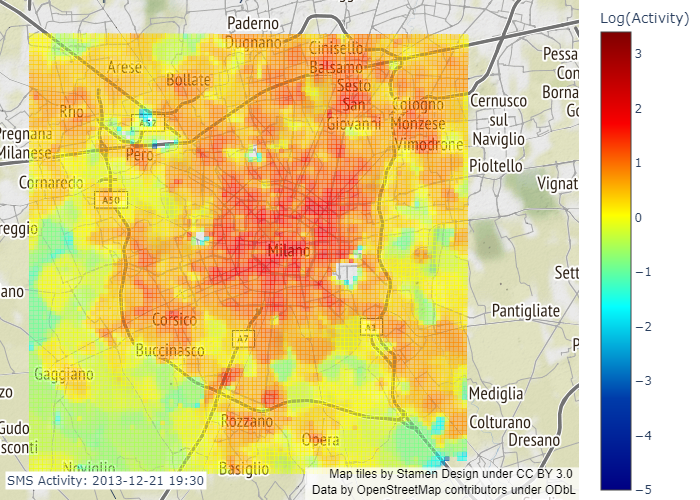 Paderno
Dugnano
Cinisello
Balsamo
Arese
Bollate
Sesto
San
Giovanni
Rho
A52
Cologno
Monzese
Cernusco
sul
Naviglio
Pessa
Con
Borna
Go
Pregnana
Milanese
Pero
Vimodrone
Pioltello
Cornaredo
Vignat
A50
reggio
Milano
Sett
ano
Pantigliate
Corsico
A7
A1
P
Buccinasco
Gaggiano
zo
Mediglia
Rozzano
Colturano
Gudo
sconti
Opera
Dresano
Noviglio
Basiglio
SMS Activity: 2013-12-21 19:30
Map tiles by Stamen Design under CC BY 3.0
Data by OpenStreetMap contributors under ODbL
Log(Activity)
3
2
1
0
−1
−2
−3
−4
−5